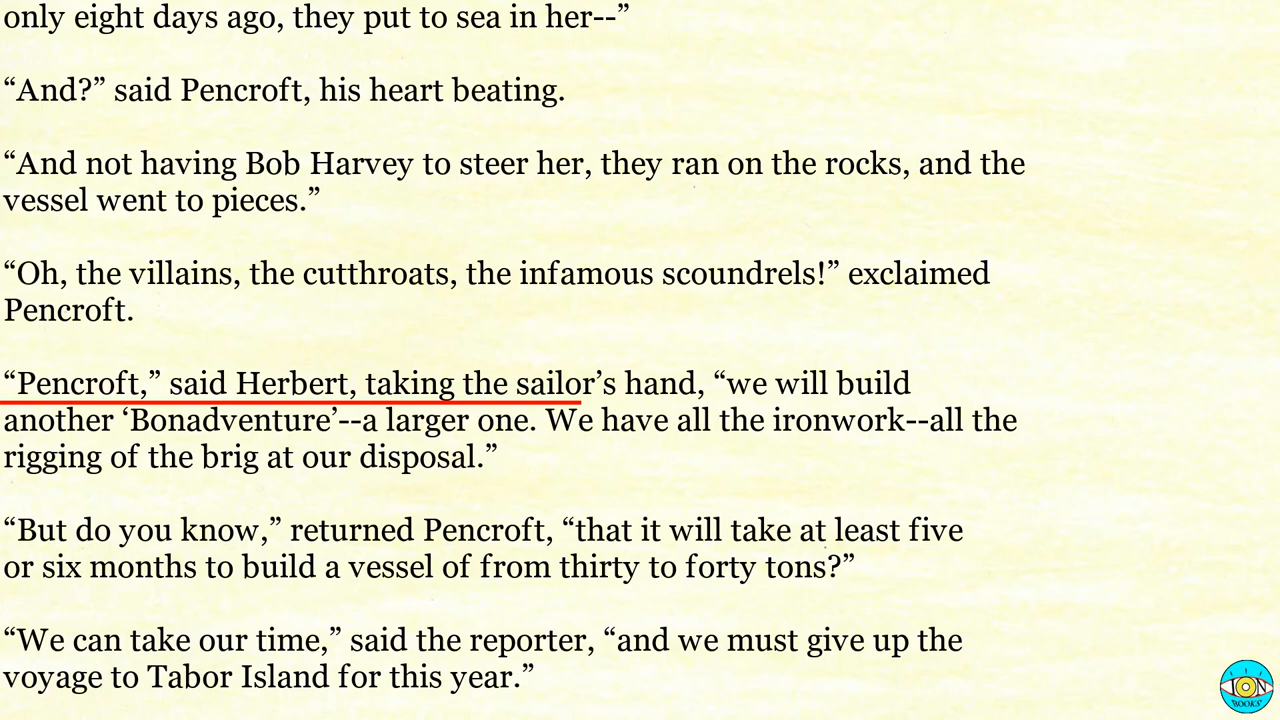 only eight days ago, they put to sea in her--”
“And?” said Pencroft, his heart beating.
“And not having Bob Harvey to steer her, they ran on the rocks, and the
vessel went to pieces.”
“Oh, the villains, the cutthroats, the infamous scoundrels!” exclaimed
Pencroft.
“Pencroft,” said Herbert, taking the sailor’s hand, “we will build
another ‘Bonadventure’--a larger one. We have all the ironwork--all the
rigging of the brig at our disposal.”
“But do you know,” returned Pencroft, “that it will take at least five
or six months to build a vessel of from thirty to forty tons?”
“We can take our time,” said the reporter, “and we must give up the
voyage to Tabor Island for this year.”
ION
BOOKS